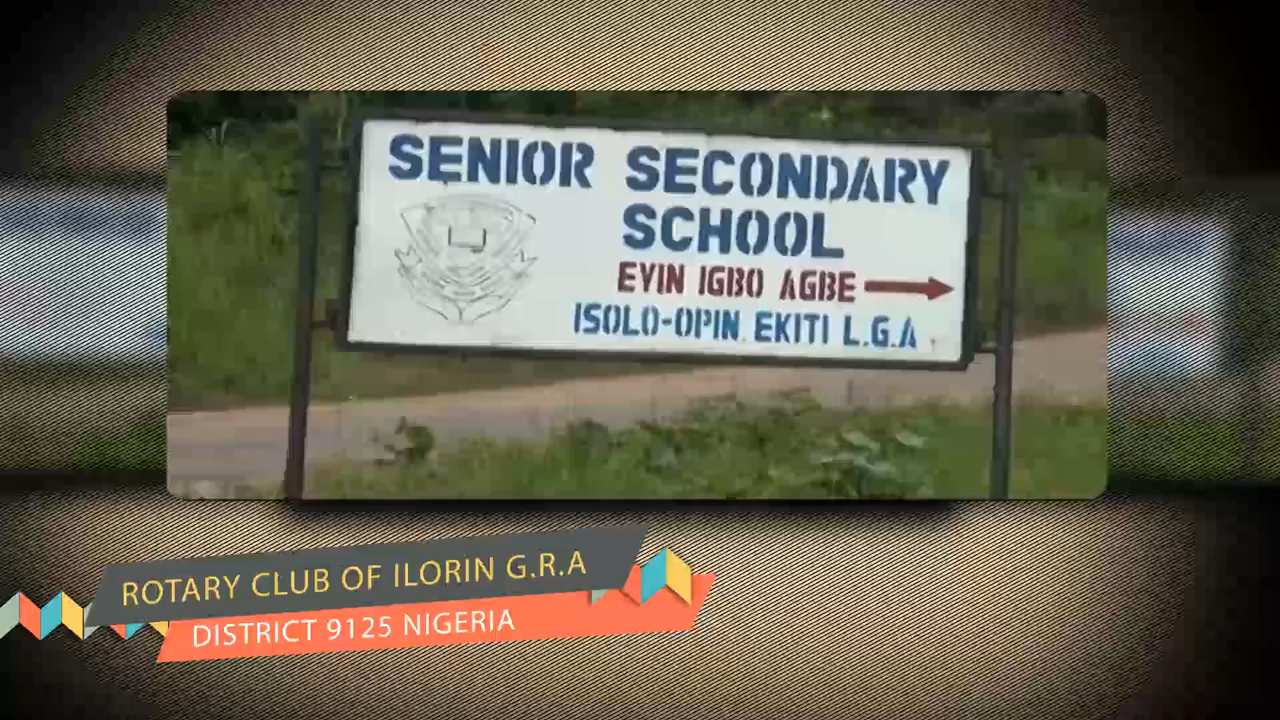 SENIOR SECONDARY
SCHOOL
EYIN IGBO AGBE
ISOLO-OPIN EKITI L.G.A
ROTARY CLUB OF ILORIN G.R.A
DISTRICT 9125 NIGERIA